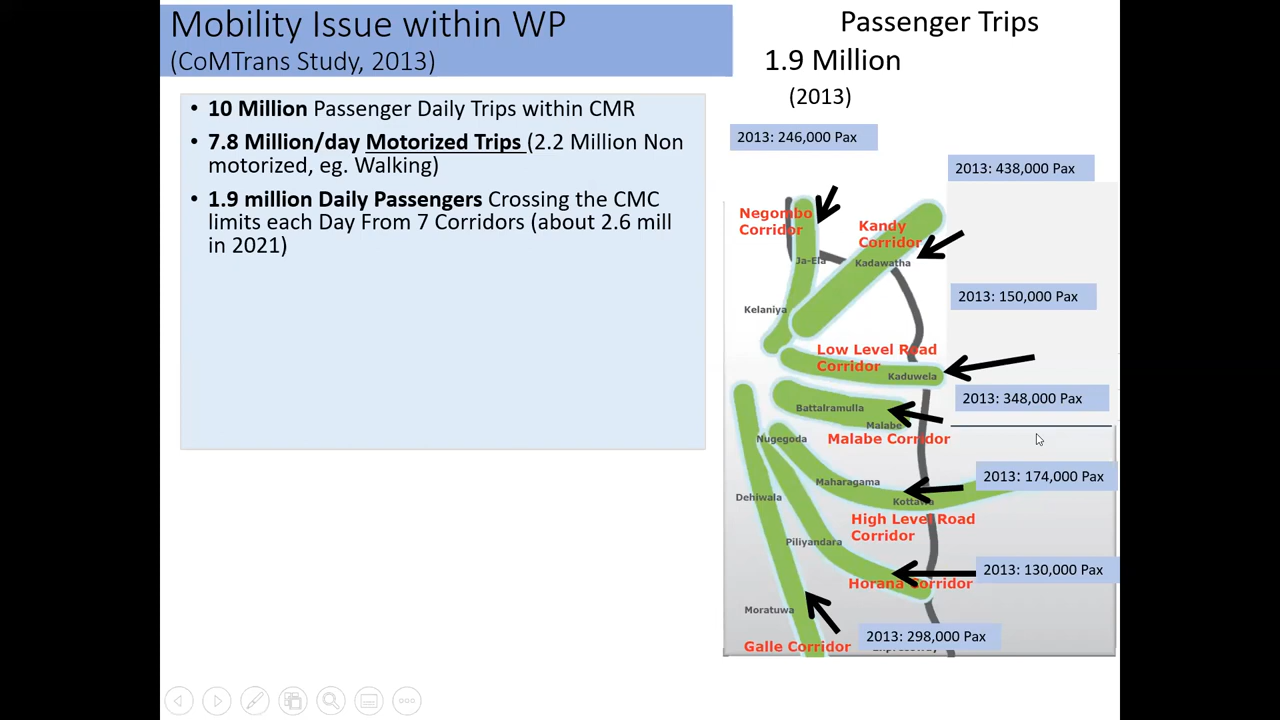 Mobility Issue within WP
(CoMTrans Study, 2013)
• 10 Million Passenger Daily Trips within CMR
• 7.8 Million/day Motorized Trips (2.2 Million Non
motorized, eg. Walking)
• 1.9 million Daily Passengers Crossing the CMC
limits each Day From 7 Corridors (about 2.6 mill
in 2021)
Passenger Trips
1.9 Million
(2013)
2013: 246,000 Pax
2013: 438,000 Pax
Negombo
Corridor
Kandy
Corridor
Ja-Ela
Kadawatha
2013: 150,000 Pax
Kelaniya
Low Level Road
Corridor
Kaduwela
2013: 348,000 Pax
Battalramulla
Malabe
Nugegoda
Malabe Corridor
2013: 174,000 Pax
Maharagama
Dehiwala
Kottawa
High Level Road
Corridor
Piliyandara
2013: 130,000 Pax
Horana Corridor
Moratuwa
2013: 298,000 Pax
Galle Corridor